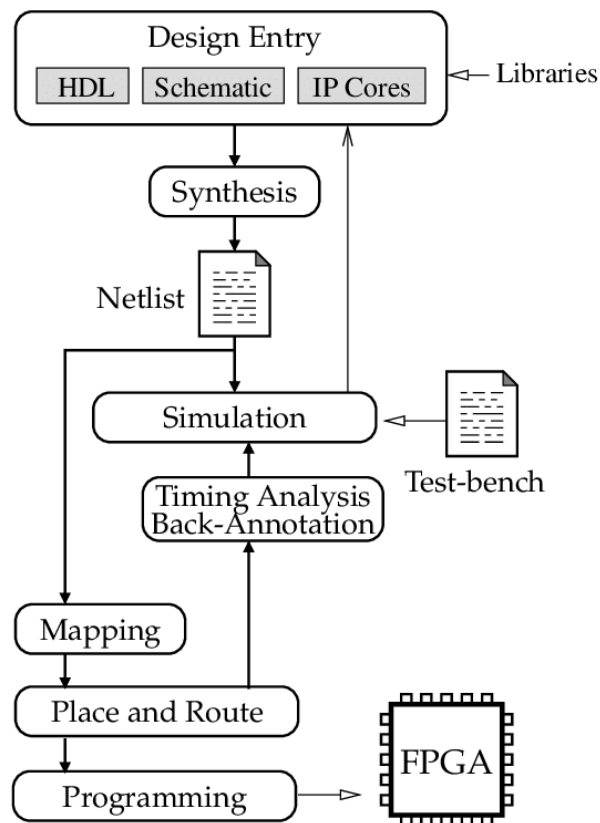 Design Entry
HDL
Schematic
IP Cores
Libraries
Synthesis
Netlist
Simulation
Test-bench
Timing Analysis
Back-Annotation
Mapping
Place and Route
FPGA
Programming